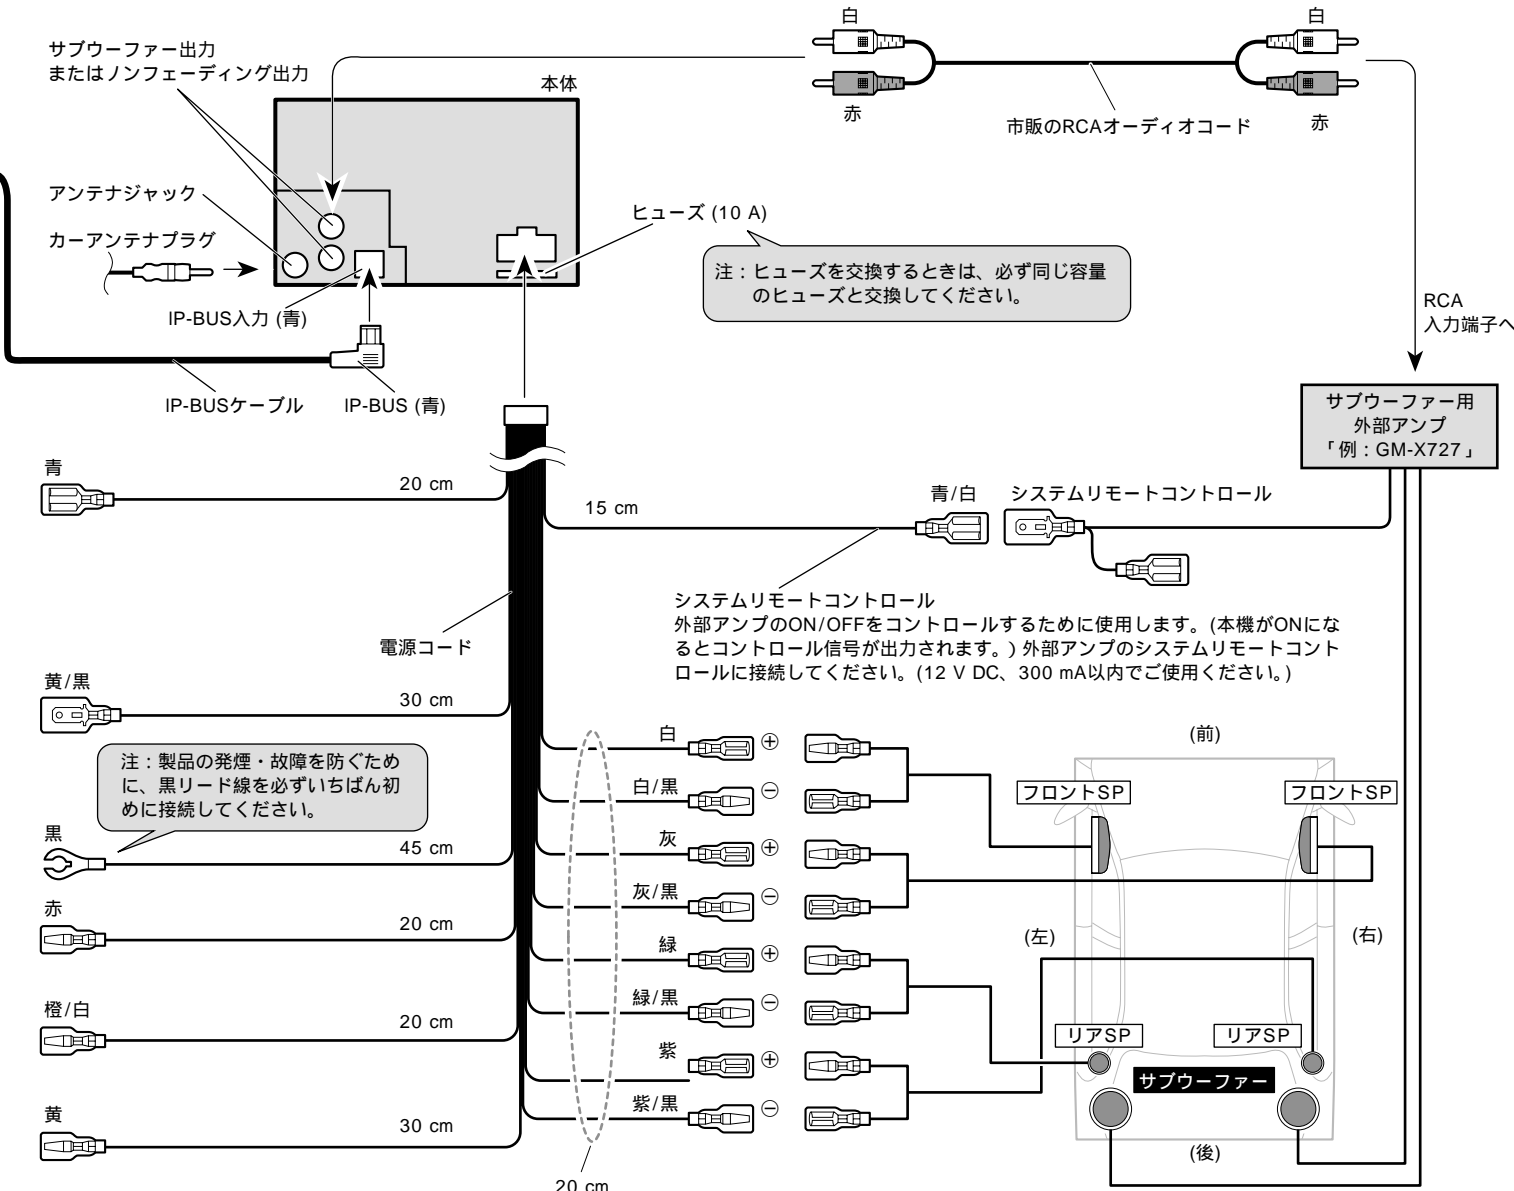 白
白
サブウーファー出力
またはノンフェーディング出力
本体
赤
赤
市販のRCAオーディオコード
アンテナジャック
ヒューズ (10 A)
カーアンテナプラグ
注：ヒューズを交換するときは、必ず同じ容量
のヒューズと交換してください。
IP-BUS入力 (青)
RCA
入力端子へ
IP-BUSケーブル
IP-BUS (青)
サブウーファー用
外部アンプ
「例：GM-X727」
青
20 cm
15 cm
青/白
システムリモートコントロール
システムリモートコントロール
外部アンプのON/OFFをコントロールするために使用します。(本機がONにな
るとコントロール信号が出力されます。) 外部アンプのシステムリモートコント
ロールに接続してください。(12 V DC、300 mA以内でご使用ください。)
電源コード
黄/黒
30 cm
注：製品の発煙・故障を防ぐため
に、黒リード線を必ずいちばん初
めに接続してください。
黒
45 cm
赤
20 cm
橙/白
20 cm
黄
30 cm
白
⊕
白/黒
⊖
灰
⊕
灰/黒
⊖
緑
⊕
緑/黒
⊖
紫
⊕
紫/黒
⊖
20 cm
(前)
フロントSP
フロントSP
(左)
(右)
リアSP
リアSP
サブウーファー
(後)